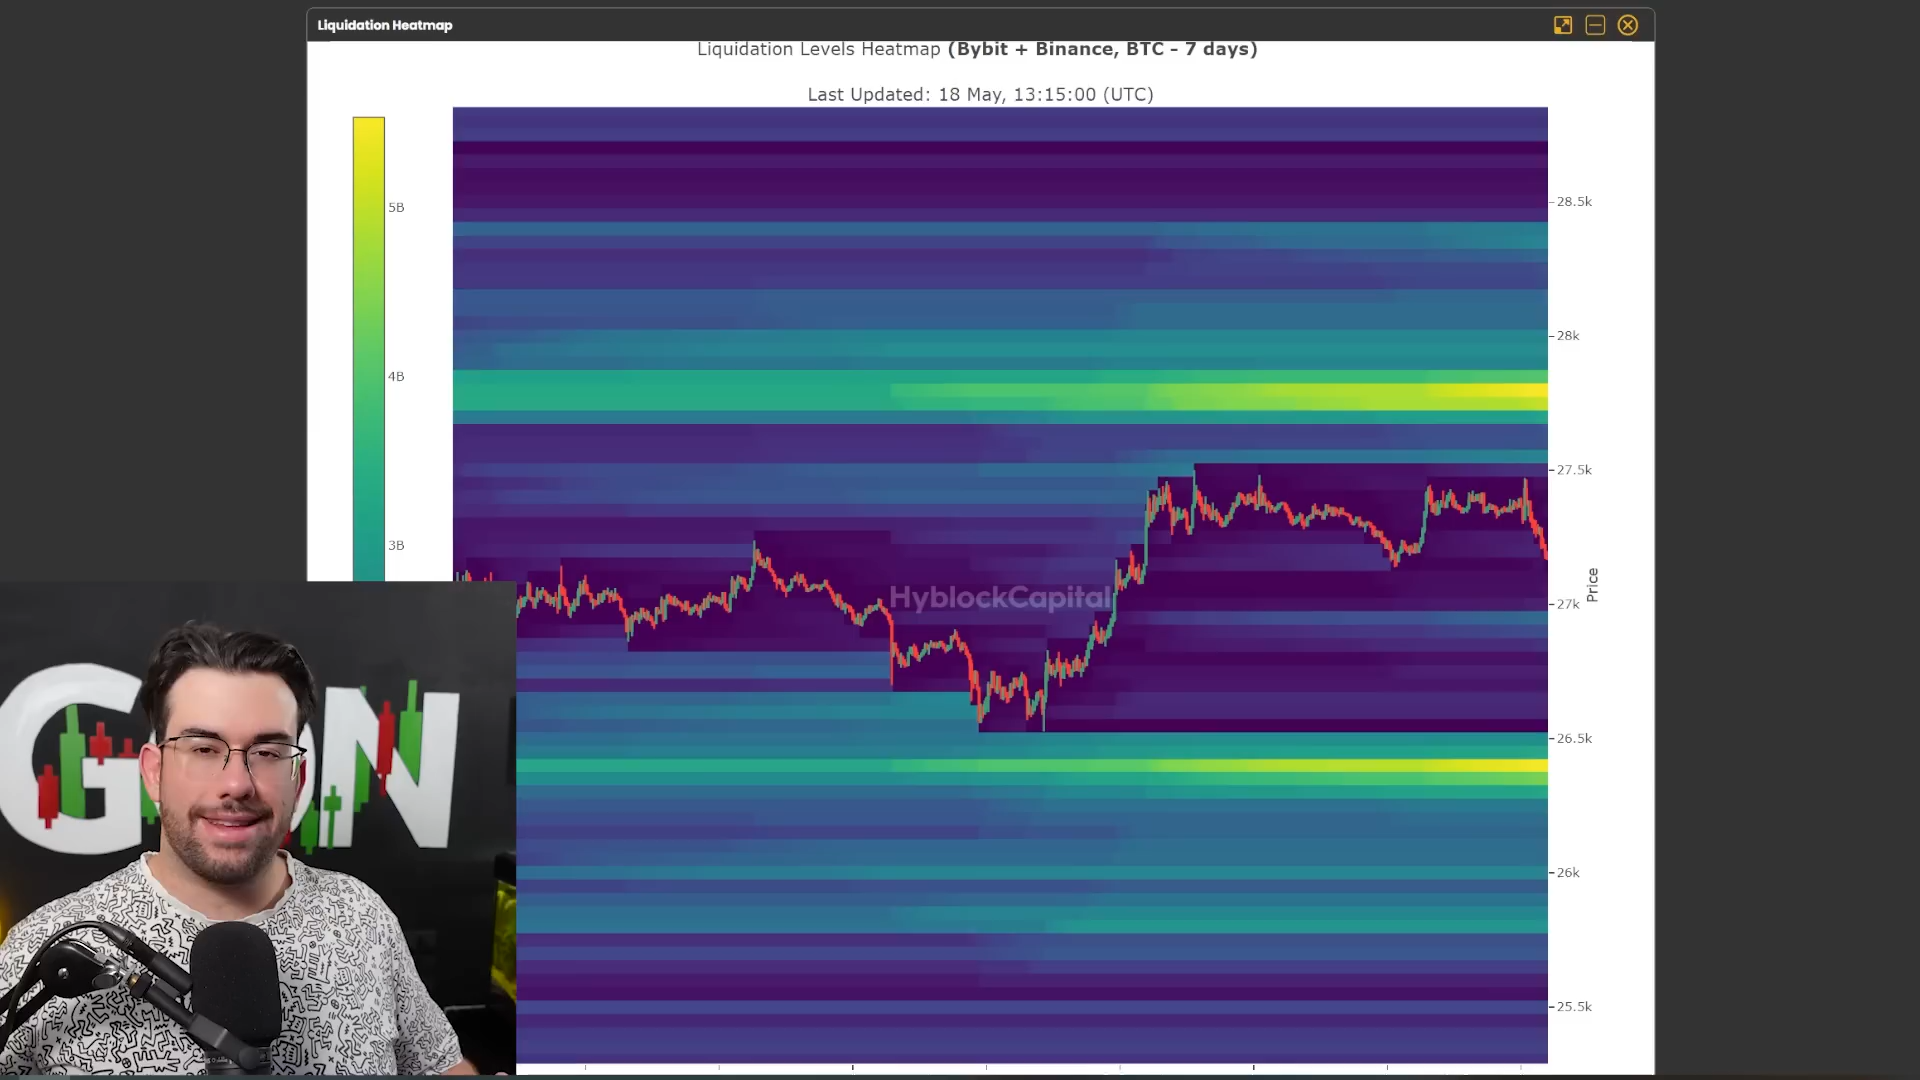 Liquidation Heatmap
Liquidation Levels Heatmap (Bybit + Binance, BTC - 7 days)
Last Updated: 18 May, 13:15:00 (UTC)
5B
4B
3B
28.5k
28k
27.5k
27k
26.5k
26k
25.5k
Price
HyblockCapital
GON